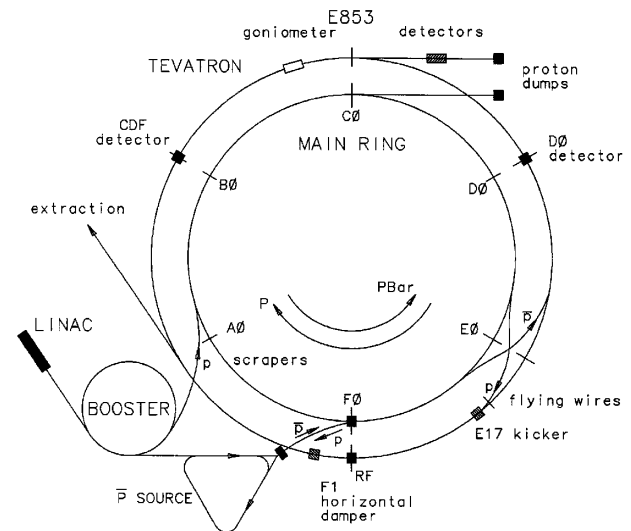 E853
goniometer
detectors
TEVATRON
proton
dumps
CØ
CDF
detector
MAIN RING
DØ
detector
BØ
DØ
extraction
PBar
P
p̅
LINAC
AØ
EØ
scrapers
p
p
flying wires
BOOSTER
FØ
E17 kicker
p̅
p
RF
P̅ SOURCE
F1
horizontal
damper